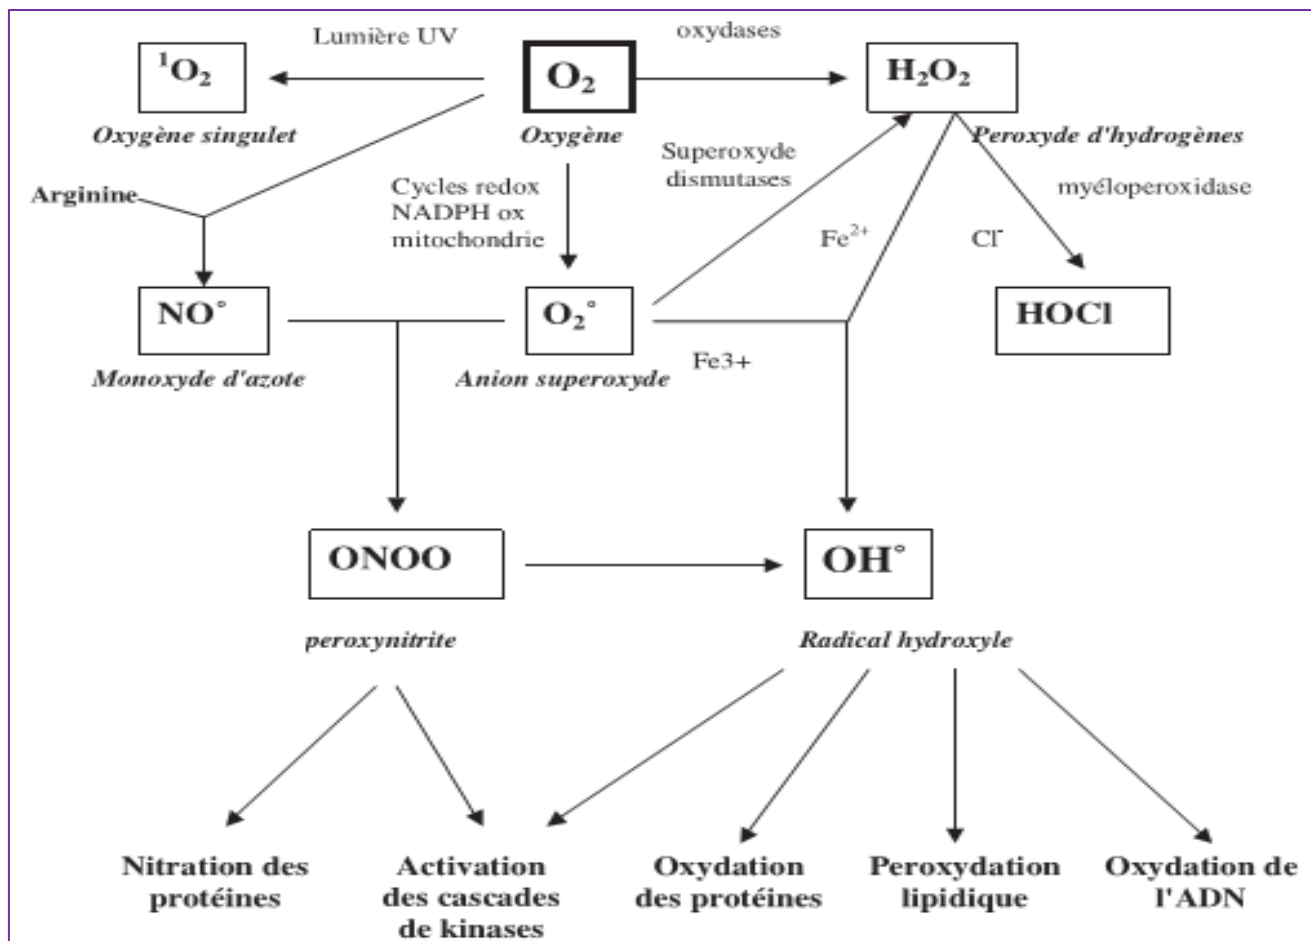 Lumière UV
oxydases
¹O₂
O₂
H₂O₂
Oxygène singulet
Oxygène
Peroxyde d'hydrogènes
Superoxyde
dismutases
Arginine
Cycles redox
NADPH ox
mitochondrie
myéloperoxidase
Fe²⁺
Cl⁻
NO°
O₂°
HOCl
Monoxyde d'azote
Anion superoxyde
Fe3+
ONOO
OH°
peroxynitrite
Radical hydroxyle
Nitration des
protéines
Activation
des cascades
de kinases
Oxydation
des protéines
Peroxydation
lipidique
Oxydation de
l'ADN